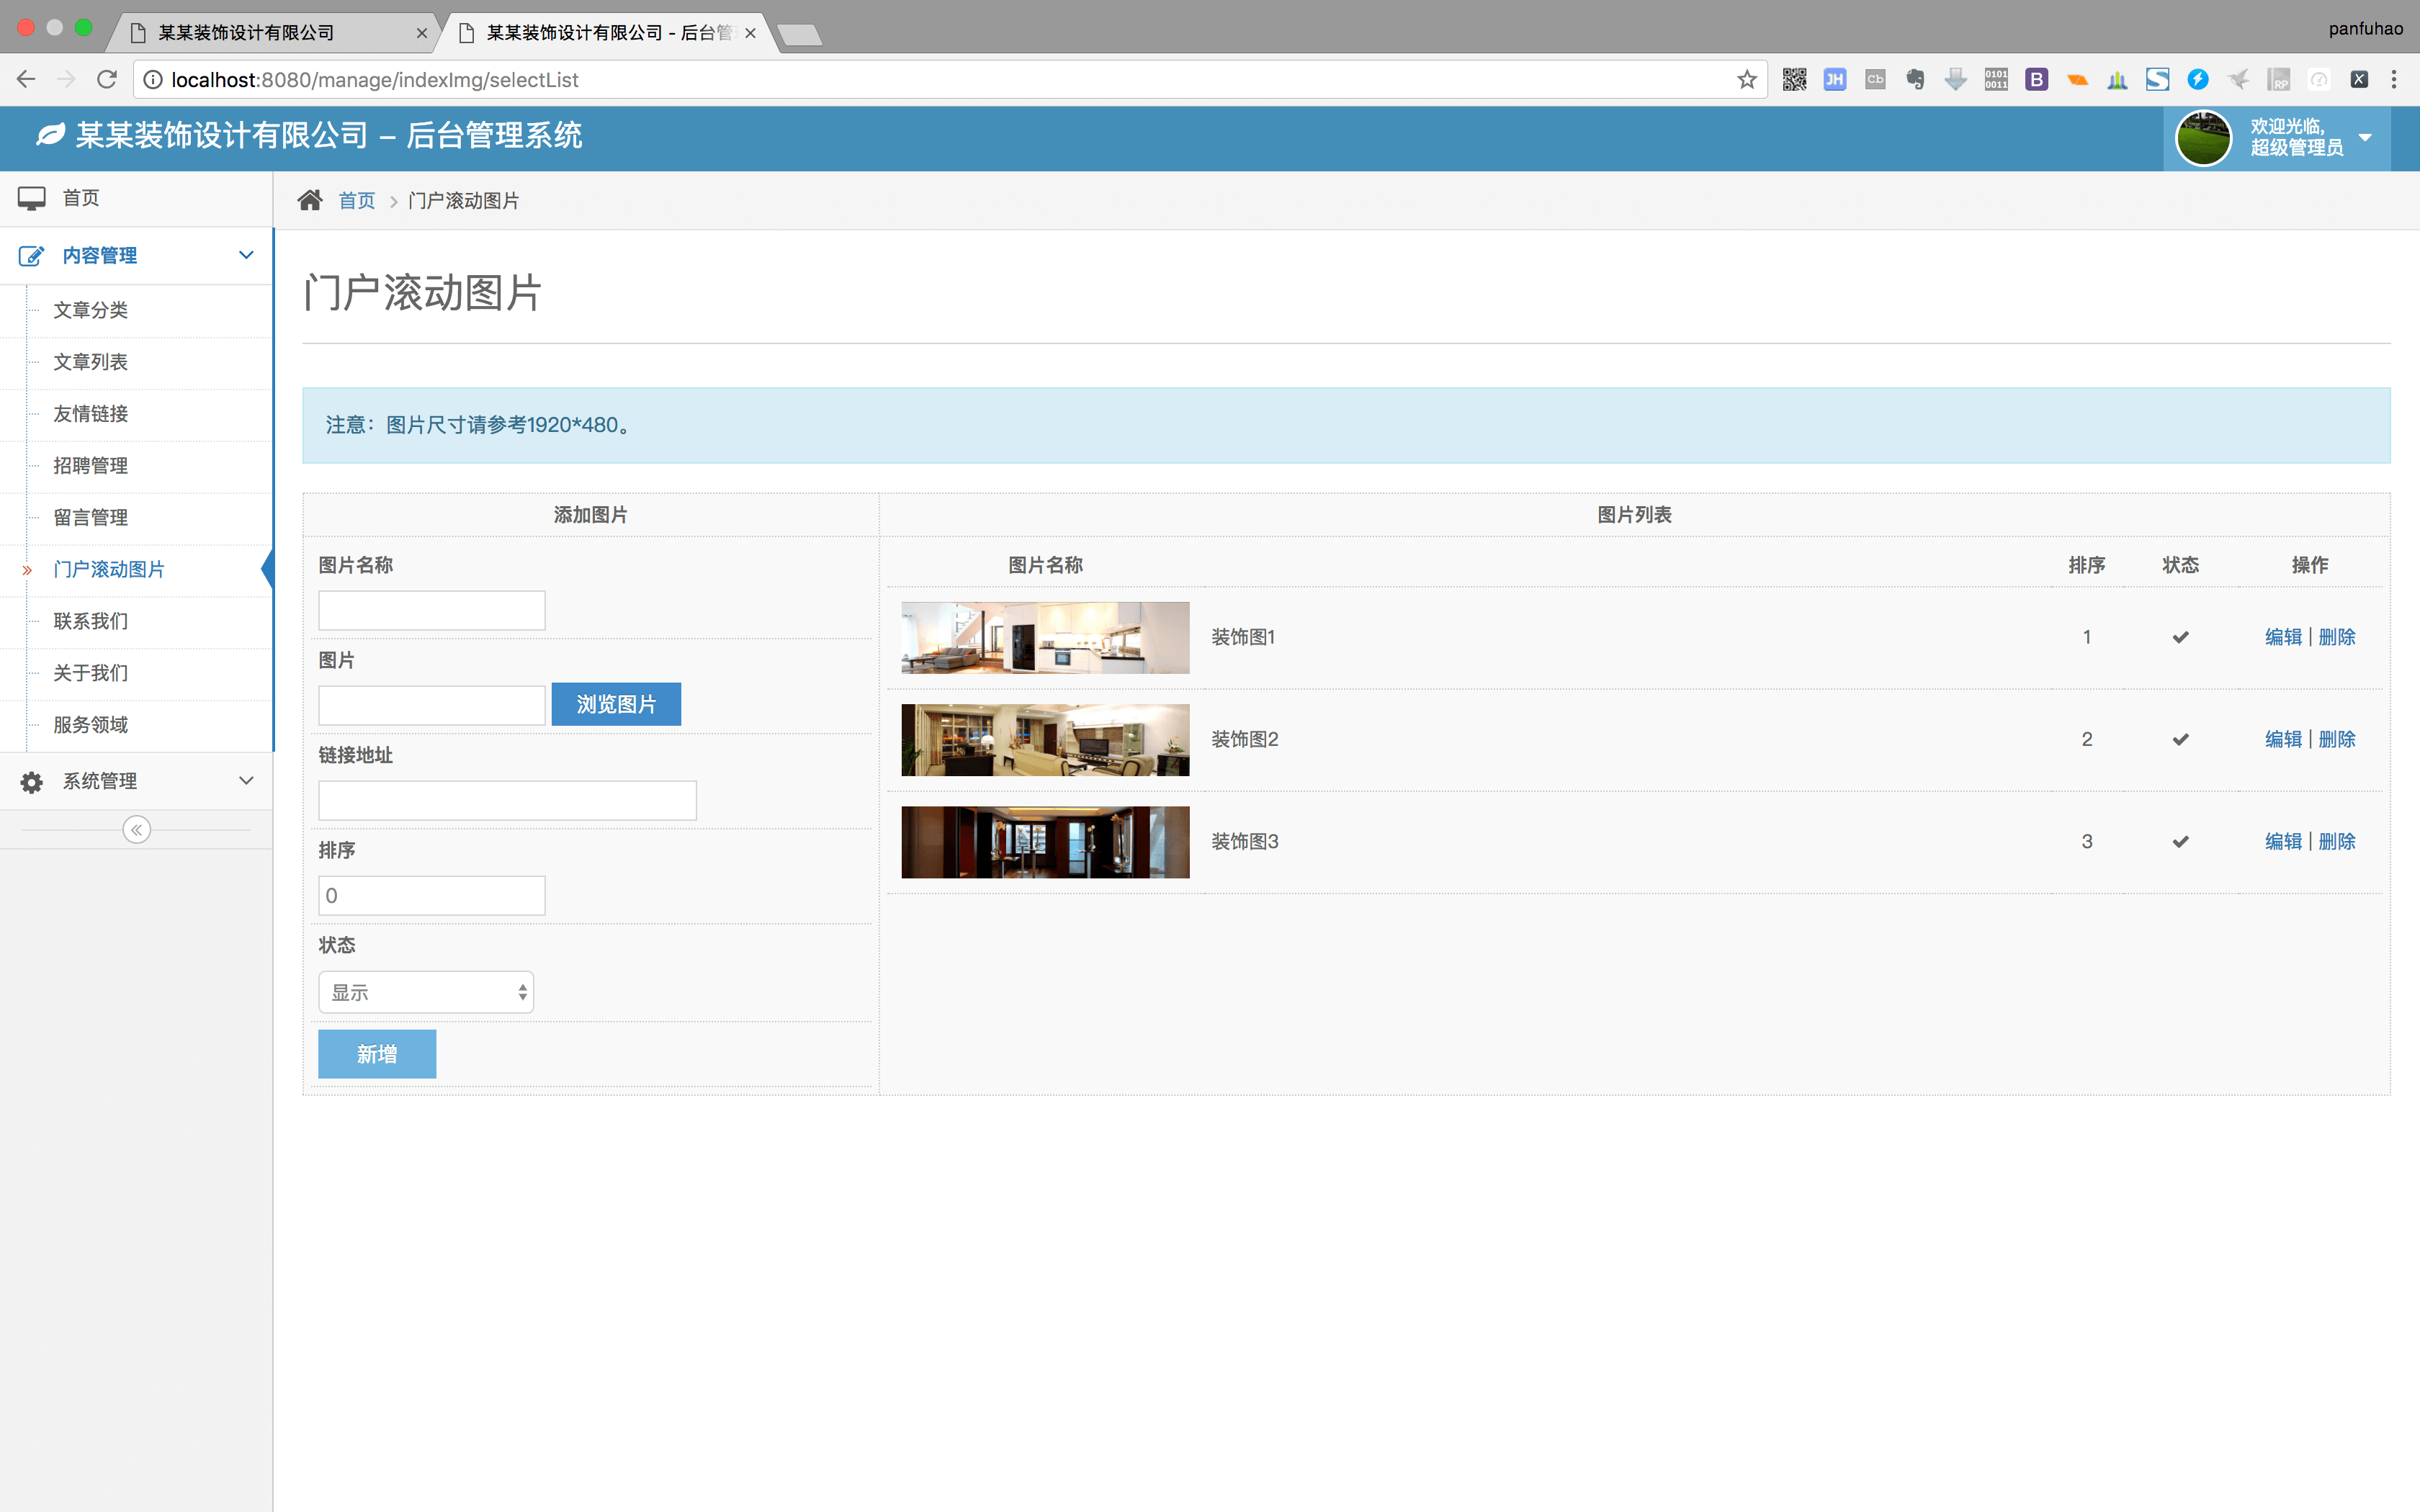 某某装饰设计有限公司
某某装饰设计有限公司 - 后台管
panfuhao
localhost:8080/manage/indexImg/selectList
JH
Cb
0101
0011
B
RP
X
某某装饰设计有限公司 – 后台管理系统
欢迎光临,
超级管理员
首页
内容管理
文章分类
文章列表
友情链接
招聘管理
留言管理
门户滚动图片
联系我们
关于我们
服务领域
系统管理
首页 > 门户滚动图片
门户滚动图片
注意：图片尺寸请参考1920*480。
添加图片
图片名称
图片
浏览图片
链接地址
排序
0
状态
显示
新增
图片列表
图片名称 排序 状态 操作
装饰图1 1 ✔ 编辑 | 删除
装饰图2 2 ✔ 编辑 | 删除
装饰图3 3 ✔ 编辑 | 删除